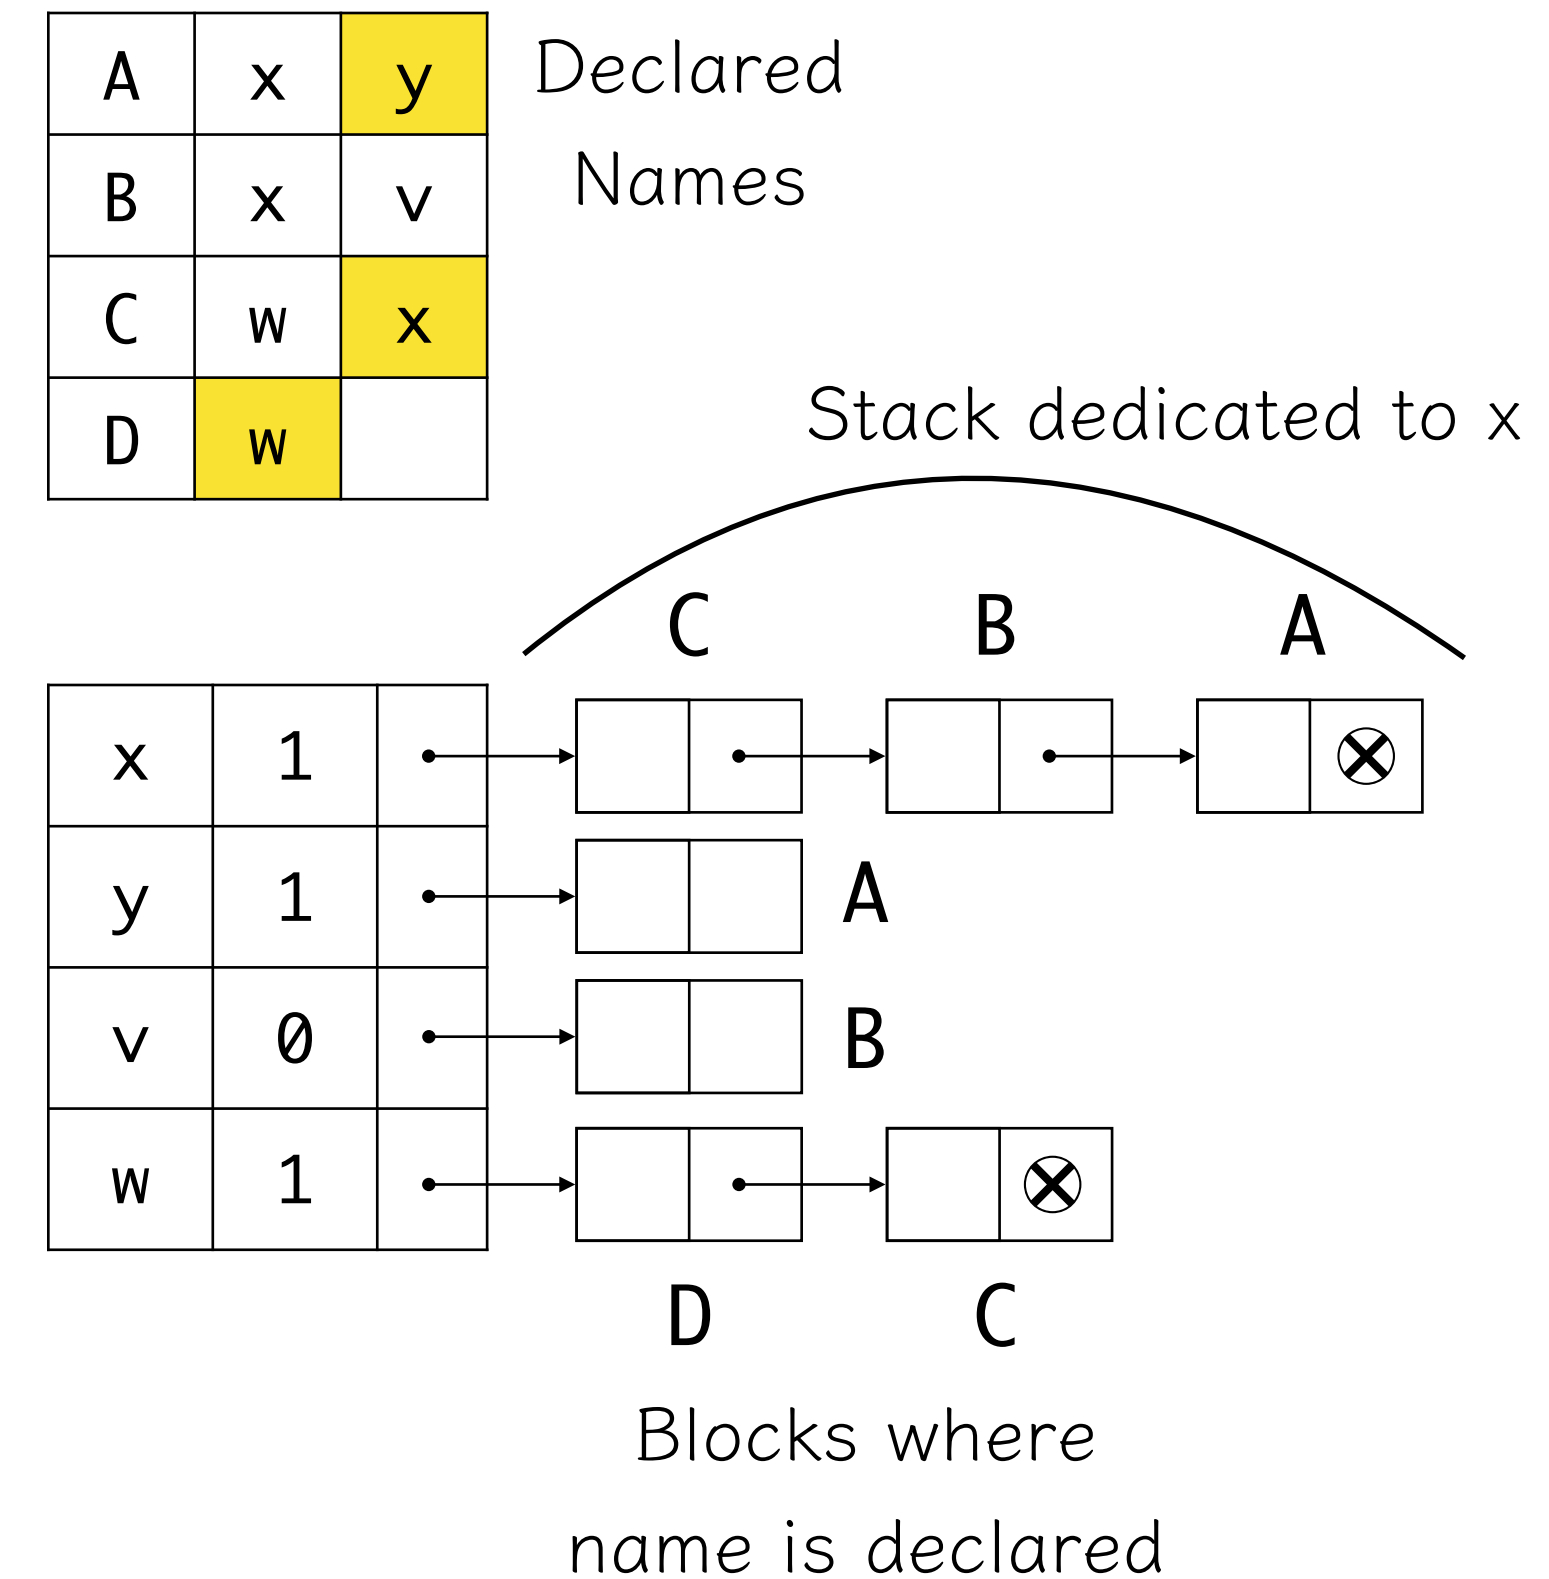 A x y
Declared
Names
B x v
C w x
D w
Stack dedicated to x
C B A
x 1
y 1 A
v 0 B
w 1
D C
Blocks where
name is declared